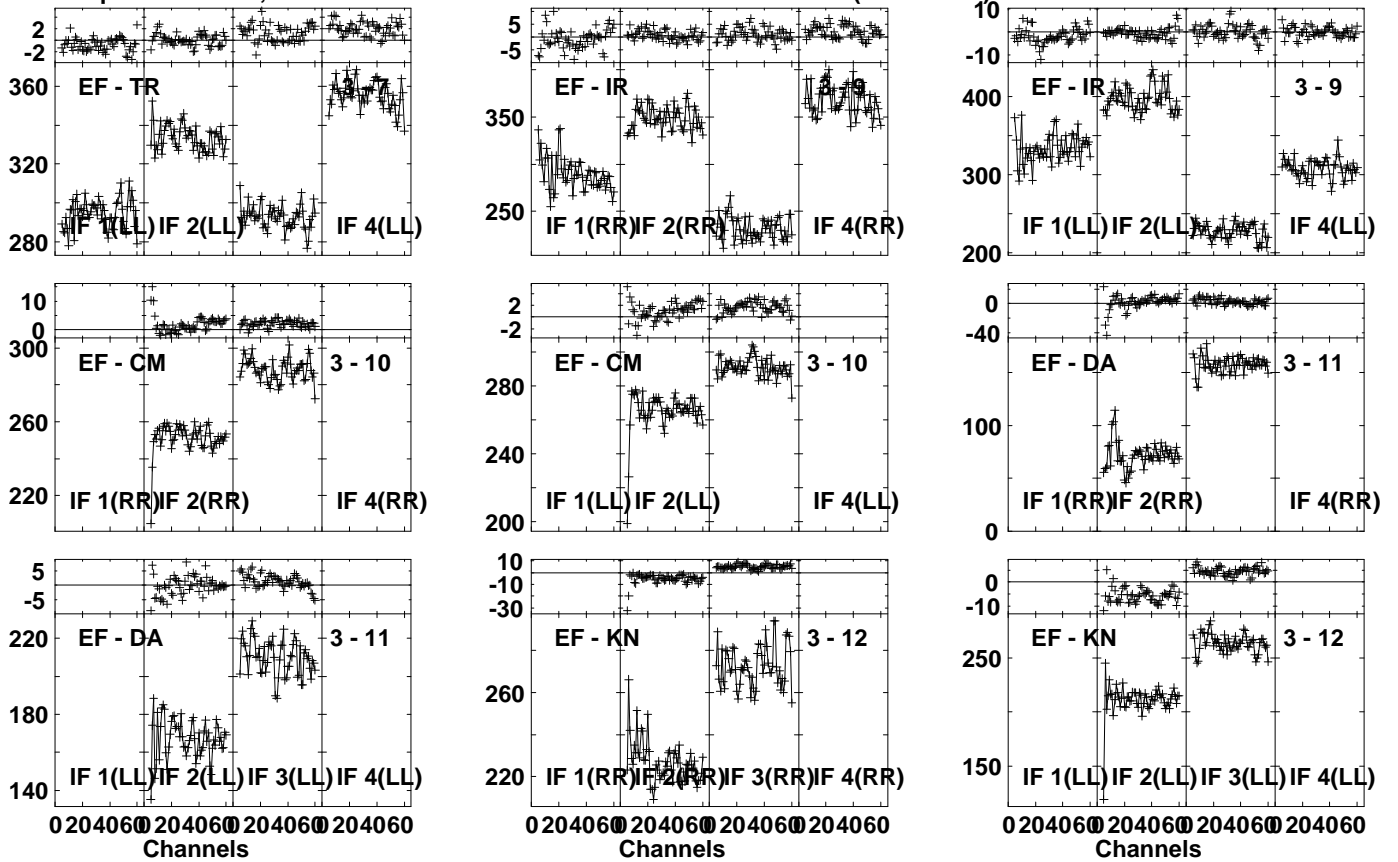 2
-2
5
-5
10
-10
EF - TR
3 - 7
EF - IR
3 - 9
EF - IR
3 - 9
360
320
280
350
250
400
300
200
IF 1(LL) IF 2(LL) IF 4(LL)
IF 1(RR) IF 2(RR) IF 4(RR)
IF 1(LL) IF 2(LL) IF 4(LL)
10
0
2
-2
0
-40
EF - CM
3 - 10
EF - CM
3 - 10
EF - DA
3 - 11
300
260
220
280
240
200
100
0
IF 1(RR) IF 2(RR) IF 4(RR)
IF 1(LL) IF 2(LL) IF 4(LL)
IF 1(RR) IF 2(RR) IF 4(RR)
5
-5
10
-10
-30
0
-10
EF - DA
3 - 11
EF - KN
3 - 12
EF - KN
3 - 12
220
180
140
260
220
250
150
IF 1(LL) IF 2(LL) IF 3(LL) IF 4(LL)
IF 1(RR) IF 2(RR) IF 3(RR) IF 4(RR)
IF 1(LL) IF 2(LL) IF 3(LL) IF 4(LL)
0 204060 0 204060 0 204060 0 204060
0 204060 0 204060 0 204060 0 204060
0 204060 0 204060 0 204060 0 204060
Channels
Channels
Channels